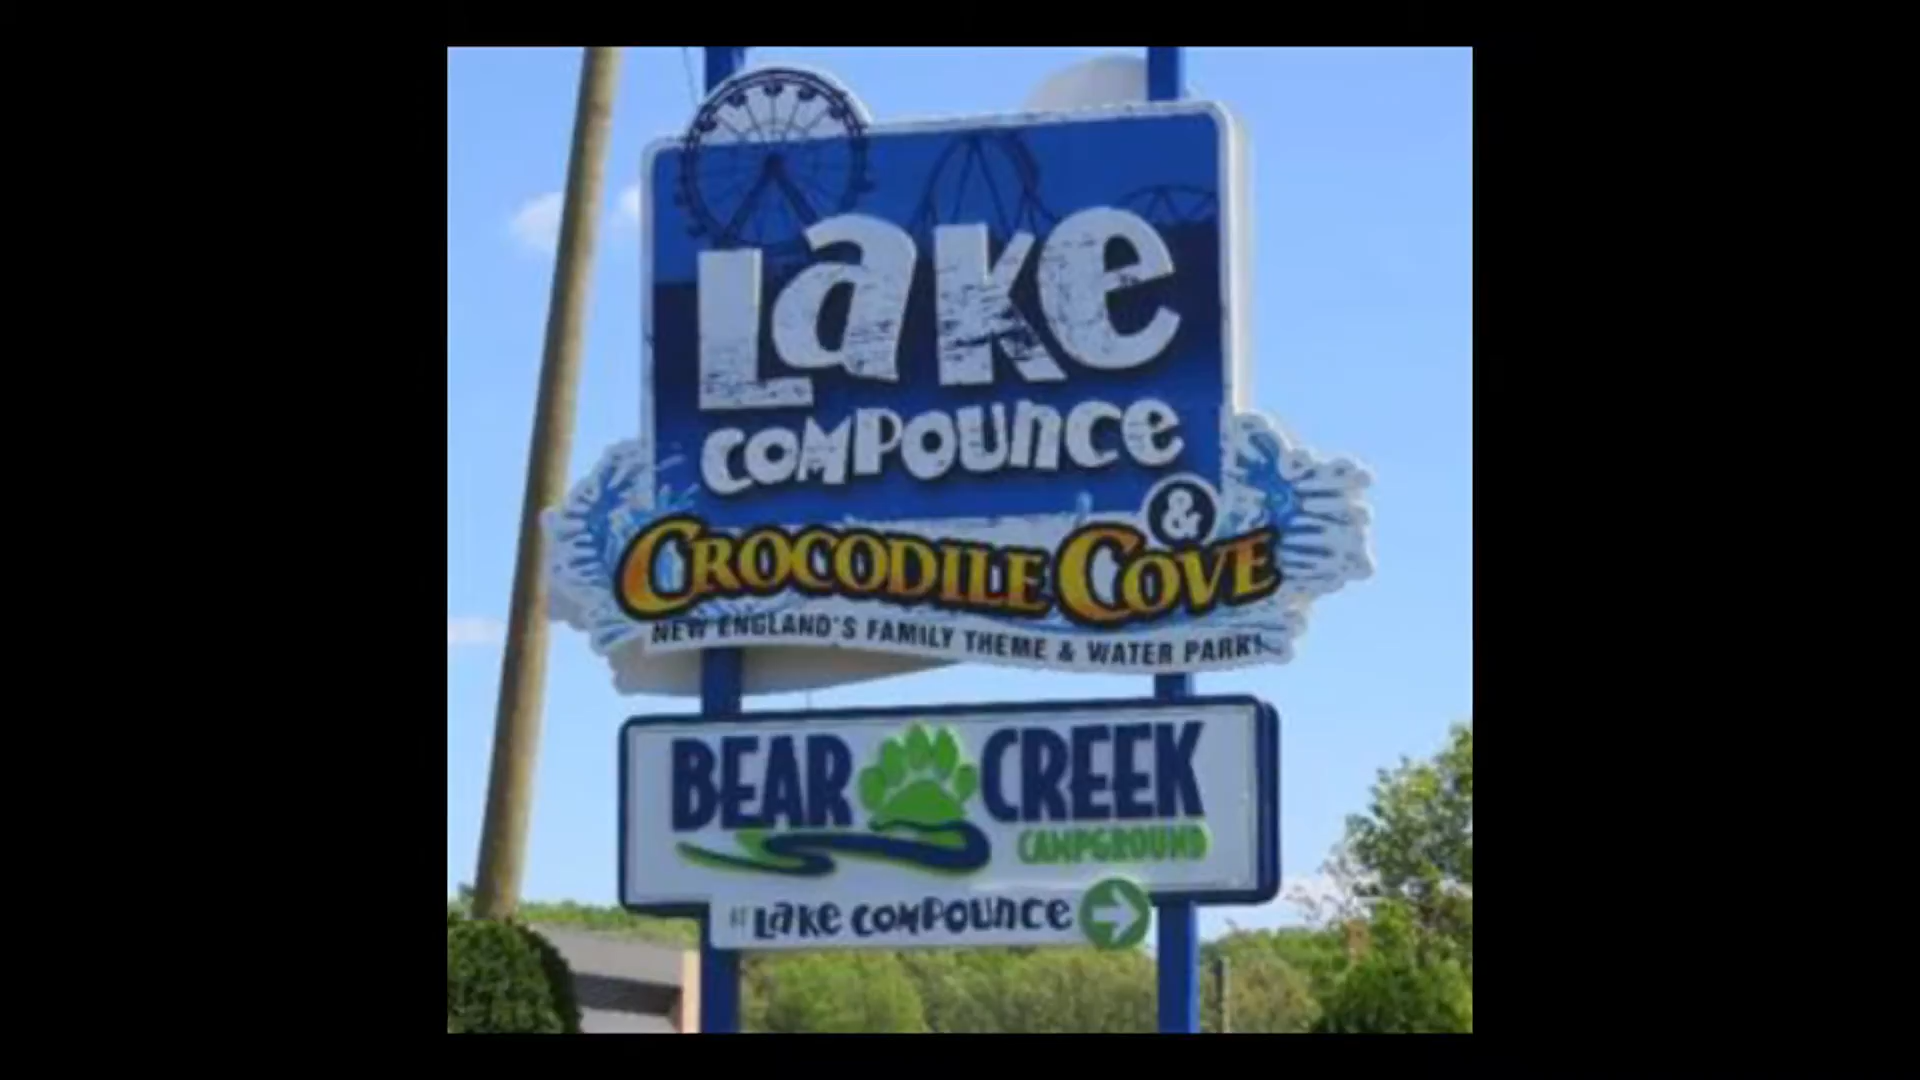 Lake
COMPOUNCE
&
CROCODILE COVE
NEW ENGLAND'S FAMILY THEME & WATER PARK!
BEAR CREEK
CAMPGROUND
AT Lake COMPOUNCE